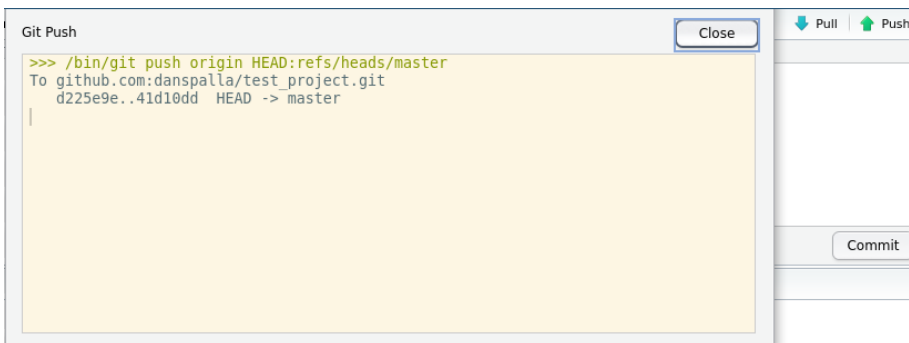 Git Push
Close
Pull
Push
>>> /bin/git push origin HEAD:refs/heads/master
To github.com:danspalla/test_project.git
d225e9e..41d10dd HEAD -> master
Commit